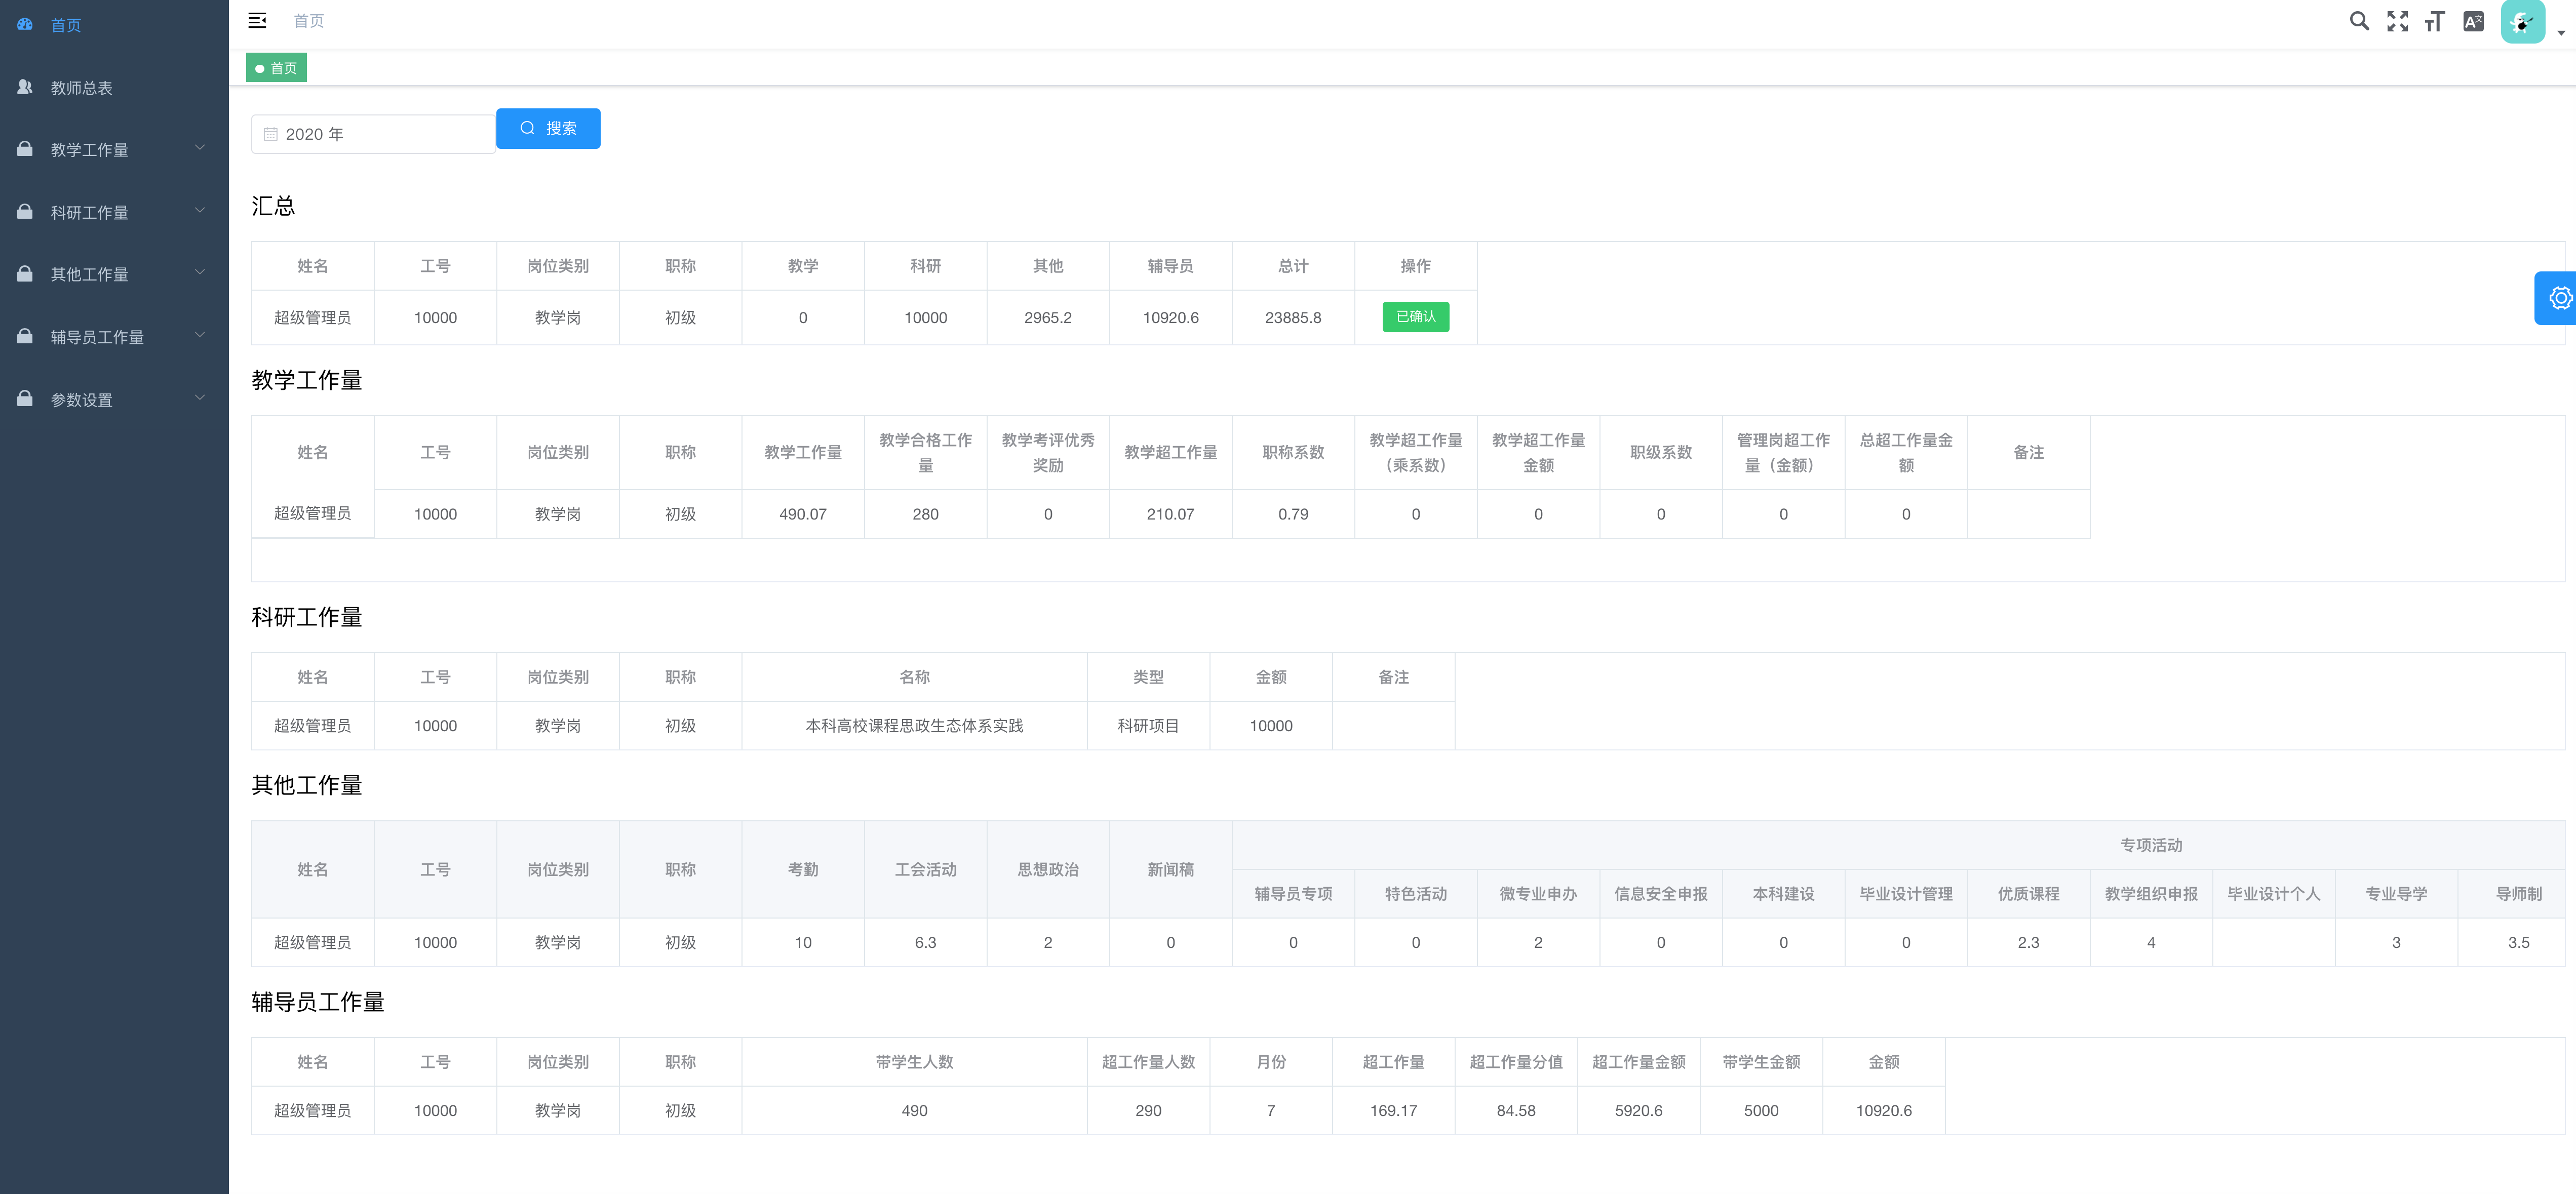 首页
教师总表
教学工作量
科研工作量
其他工作量
辅导员工作量
参数设置
首页
首页
2020 年
搜索
汇总
姓名 工号 岗位类别 职称 教学 科研 其他 辅导员 总计 操作
超级管理员 10000 教学岗 初级 0 10000 2965.2 10920.6 23885.8 已确认
教学工作量
姓名 工号 岗位类别 职称 教学工作量 教学合格工作量 教学考评优秀奖励 教学超工作量 职称系数 教学超工作量（乘系数） 教学超工作量金额 职级系数 管理岗超工作量（金额） 总超工作量金额 备注
超级管理员 10000 教学岗 初级 490.07 280 0 210.07 0.79 0 0 0 0 0
科研工作量
姓名 工号 岗位类别 职称 名称 类型 金额 备注
超级管理员 10000 教学岗 初级 本科高校课程思政生态体系实践 科研项目 10000
其他工作量
姓名 工号 岗位类别 职称 考勤 工会活动 思想政治 新闻稿 专项活动
辅导员专项 特色活动 微专业申办 信息安全申报 本科建设 毕业设计管理 优质课程 教学组织申报 毕业设计个人 专业导学 导师制
超级管理员 10000 教学岗 初级 10 6.3 2 0 0 0 2 0 0 0 2.3 4 3 3.5
辅导员工作量
姓名 工号 岗位类别 职称 带学生人数 超工作量人数 月份 超工作量 超工作量分值 超工作量金额 带学生金额 金额
超级管理员 10000 教学岗 初级 490 290 7 169.17 84.58 5920.6 5000 10920.6